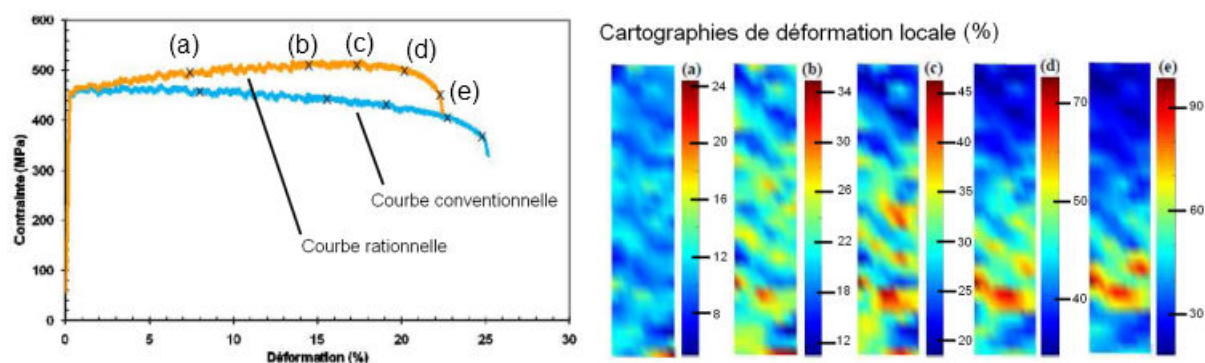 600
500
400
300
200
100
0
Contrainte (MPa)
0 5 10 15 20 25 30
Déformation (%)
(a) (b) (c) (d) (e)
Courbe conventionnelle
Courbe rationnelle
Cartographies de déformation locale (%)
(a)
24
20
16
12
8
(b)
34
30
26
22
18
12
(c)
45
40
35
30
25
20
(d)
70
50
40
(e)
90
60
30